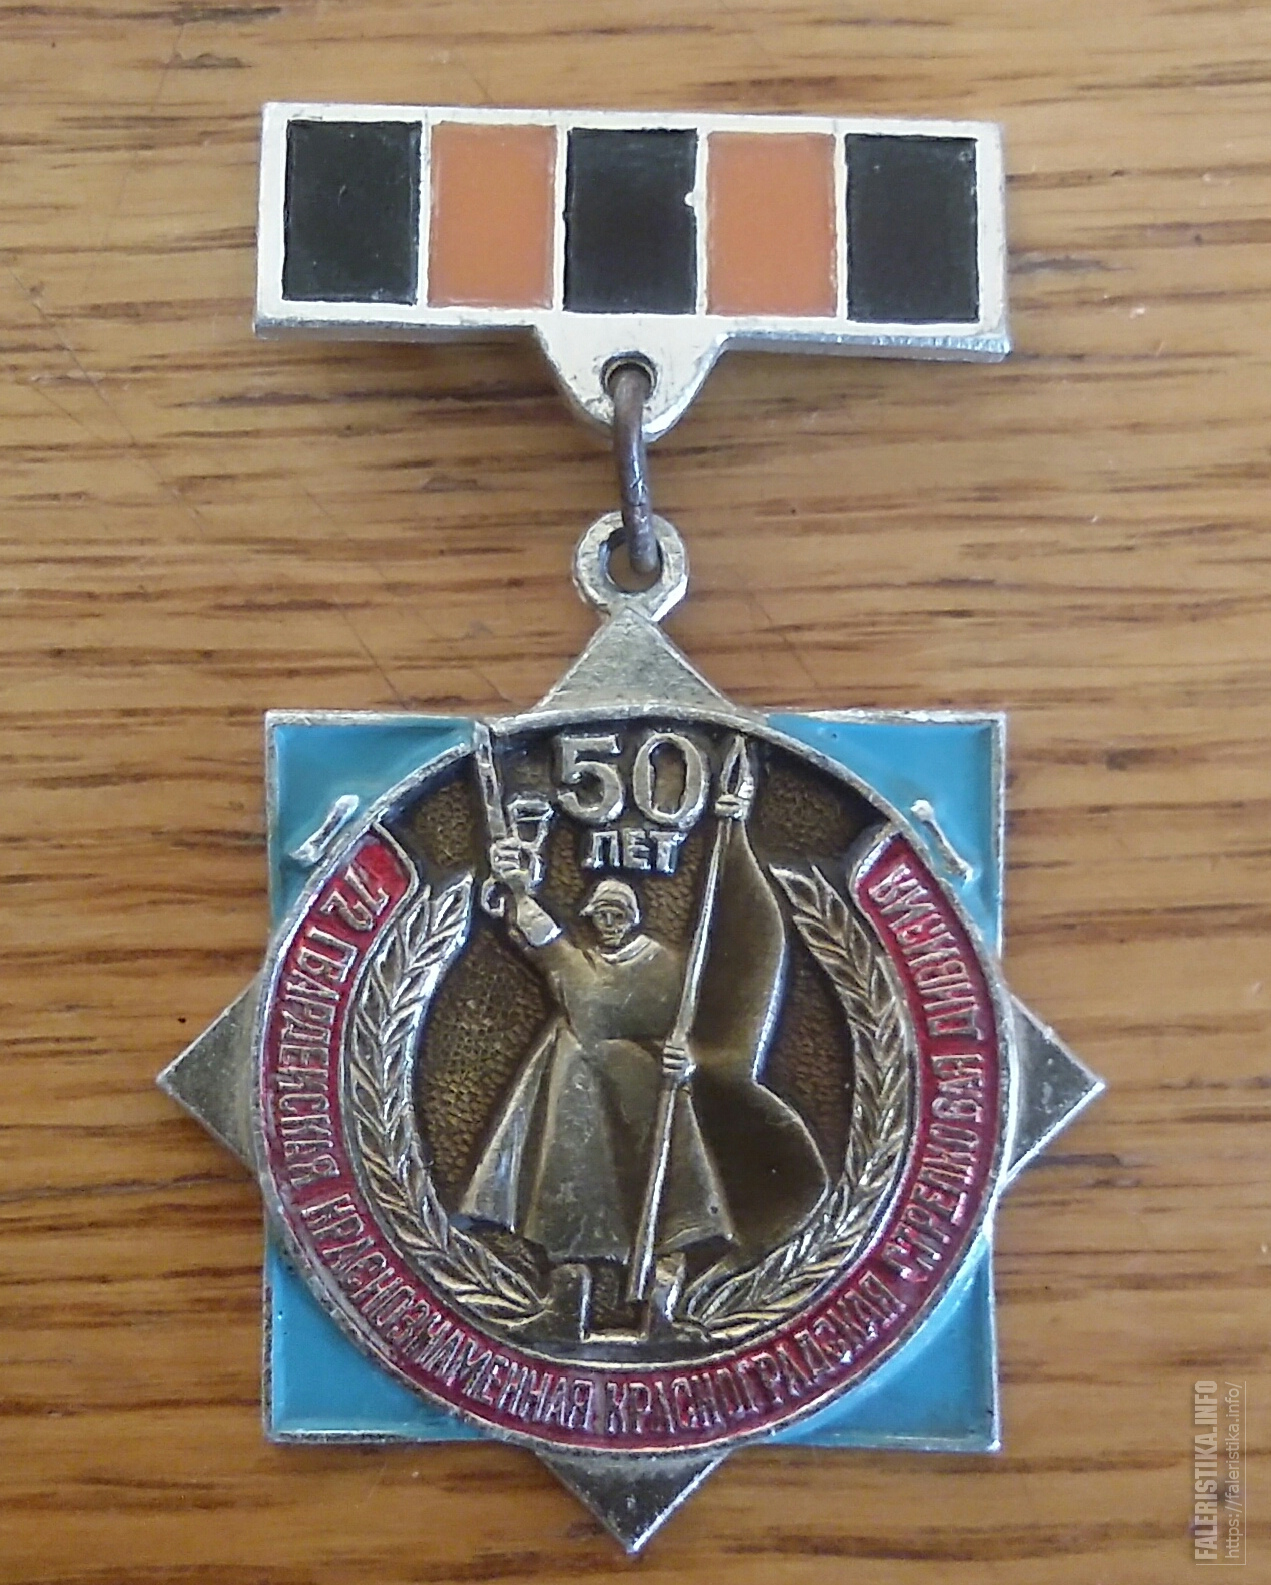 50
ЛЕТ
72 ГВАРДЕЙСКАЯ КРАСНОЗНАМЕННАЯ КРАСНОГРАДСКАЯ СТРЕЛКОВАЯ ДИВИЗИЯ
FALERISTIKA.INFO
https://faleristika.info/